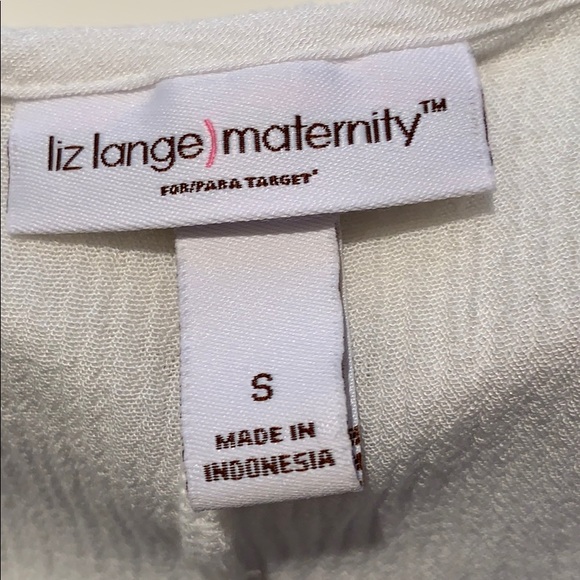 liz lange) maternity™
FOR/PARA TARGET®
S
MADE IN
INDONESIA